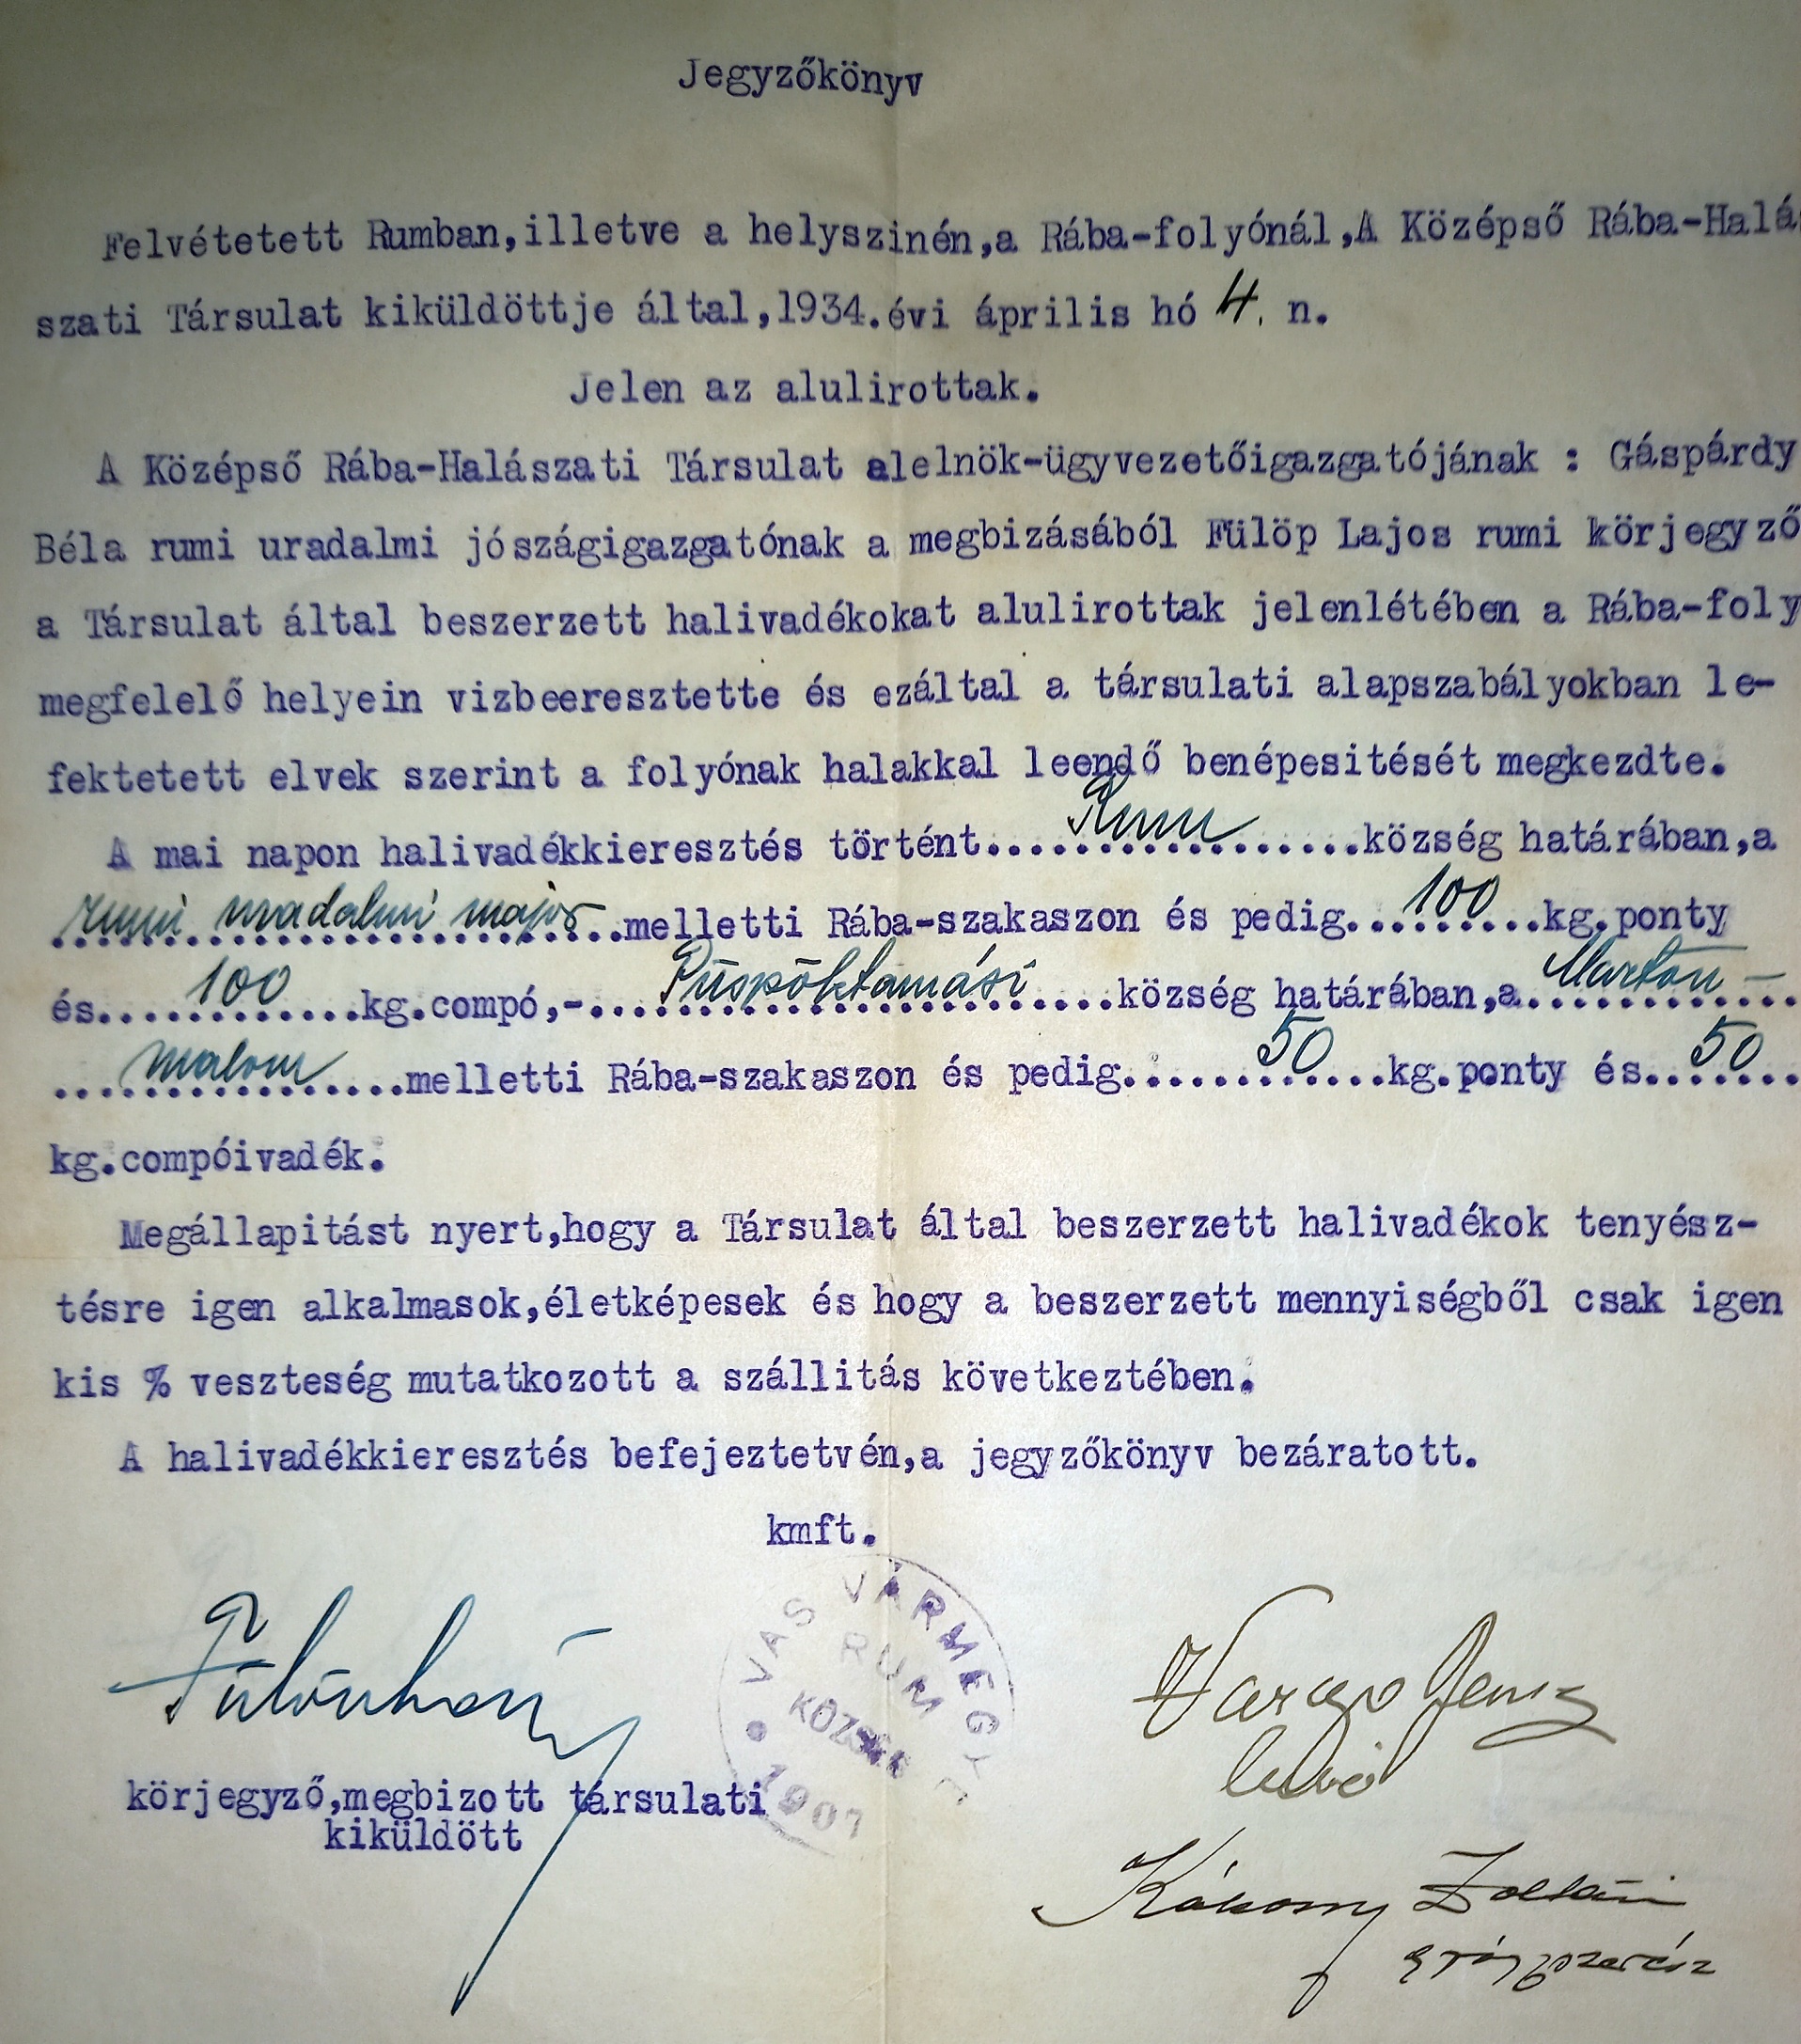 Jegyzőkönyv
Felvétetett Rumban,illetve a helyszinén,a Rába-folyónál,A Középső Rába-Halá
szati Társulat kiküldöttje által,1934.évi április hó 4. n.
Jelen az alulirottak.
A Középső Rába-Halászati Társulat alelnök-ügyvezetőigazgatójának : Gáspárdy
Béla rumi uradalmi jószágigazgatónak a megbizásából Fülöp Lajos rumi körjegyző
a Társulat által beszerzett halivadékokat alulirottak jelenlétében a Rába-foly
megfelelő helyein vizbeeresztette és ezáltal a társulati alapszabályokban le-
fektetett elvek szerint a folyónak halakkal leendő benépesitését megkezdte.
A mai napon halivadékkieresztés történt....Rum....község határában,a
rumi uradalmi major..melletti Rába-szakaszon és pedig...100...kg.ponty
és....100....kg.compó,-...Püspöktamási....község határában,a Marton-
....malom....melletti Rába-szakaszon és pedig....50....kg.ponty és..50..
kg.compóivadék.
Megállapitást nyert,hogy a Társulat által beszerzett halivadékok tenyész-
tésre igen alkalmasok,életképesek és hogy a beszerzett mennyiségből csak igen
kis % veszteség mutatkozott a szállitás következtében.
A halivadékkieresztés befejeztetvén,a jegyzőkönyv bezáratott.
kmft.
VAS VÁRMEGYE
RUM
KÖZSÉG
1907
körjegyző,megbizott társulati
kiküldött
Varga Jenő
Zoltán
gyógyszerész